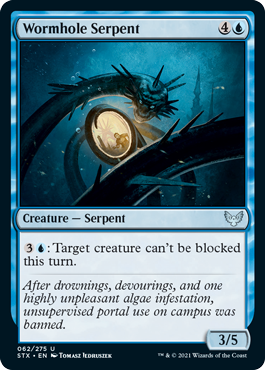 Wormhole Serpent 4
Creature — Serpent
3 : Target creature can't be blocked
this turn.
After drownings, devourings, and one
highly unpleasant algae infestation,
unsupervised portal use on campus was
banned.
3/5
062/275 U
STX • EN Tomasz Jedruszek
™ & © 2021 Wizards of the Coast